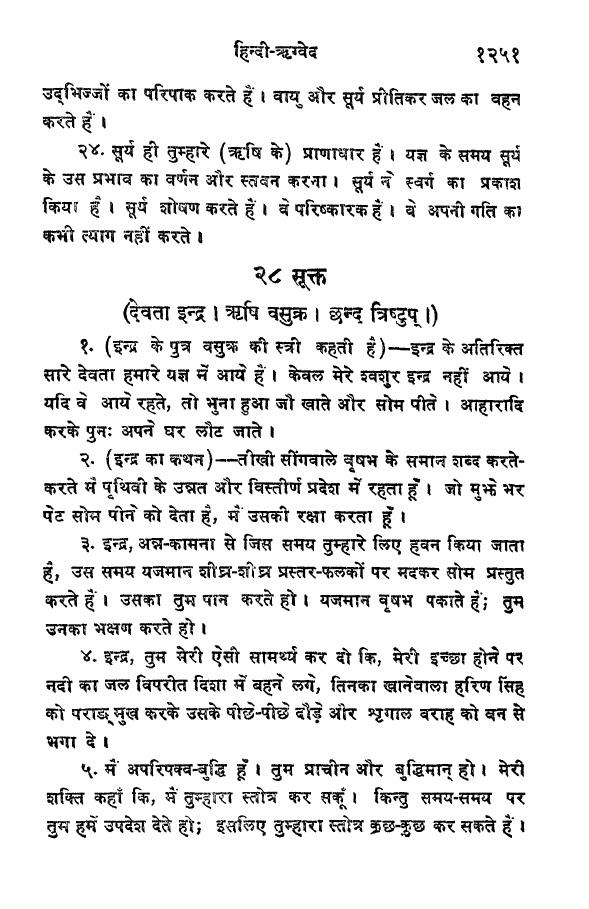 हिन्दी-ऋग्वेद १२५१
उद्भिज्जों का परिपाक करते हैं। वायु और सूर्य प्रीतिकर जल का वहन
करते हैं।
२४. सूर्य ही तुम्हारे (ऋषि के) प्राणाधार हैं। यज्ञ के समय सूर्य
के उस प्रभाव का वर्णन और स्तवन करना। सूर्य ने स्वर्ग का प्रकाश
किया है। सूर्य शोषण करते हैं। वे परिष्कारक हैं। वे अपनी गति का
कभी त्याग नहीं करते।
२८ सूक्त
(देवता इन्द्र। ऋषि वसुक्र। छन्द त्रिष्टुप्।)
१. (इन्द्र के पुत्र वसुक्र की स्त्री कहती है)—इन्द्र के अतिरिक्त
सारे देवता हमारे यज्ञ में आये हैं। केवल मेरे श्वशुर इन्द्र नहीं आये।
यदि वे आये रहते, तो भुना हुआ जौ खाते और सोम पीते। आहारादि
करके पुनः अपने घर लौट जाते।
२. (इन्द्र का कथन)—तीखी सींगवाले वृषभ के समान शब्द करते-
करते मैं पृथिवी के उन्नत और विस्तीर्ण प्रदेश में रहता हूँ। जो मुझे भर
पेट सोम पीने को देता है, मैं उसकी रक्षा करता हूँ।
३. इन्द्र, अन्न-कामना से जिस समय तुम्हारे लिए हवन किया जाता
है, उस समय यजमान शीघ्र-शीघ्र प्रस्तर-फलकों पर मदकर सोम प्रस्तुत
करते हैं। उसका तुम पान करते हो। यजमान वृषभ पकाते हैं; तुम
उनका भक्षण करते हो।
४. इन्द्र, तुम मेरी ऐसी सामर्थ्य कर दो कि, मेरी इच्छा होने पर
नदी का जल विपरीत दिशा में बहने लगे, तिनका खानेवाला हरिण सिंह
को पराङ्मुख करके उसके पीछे-पीछे दौड़े और शृगाल वराह को वन से
भगा दे।
५. मैं अपरिपक्व-बुद्धि हूँ। तुम प्राचीन और बुद्धिमान् हो। मेरी
शक्ति कहाँ कि, मैं तुम्हारा स्तोत्र कर सकूँ। किन्तु समय-समय पर
तुम हमें उपदेश देते हो; इसलिए तुम्हारा स्तोत्र कुछ-कुछ कर सकते हैं।